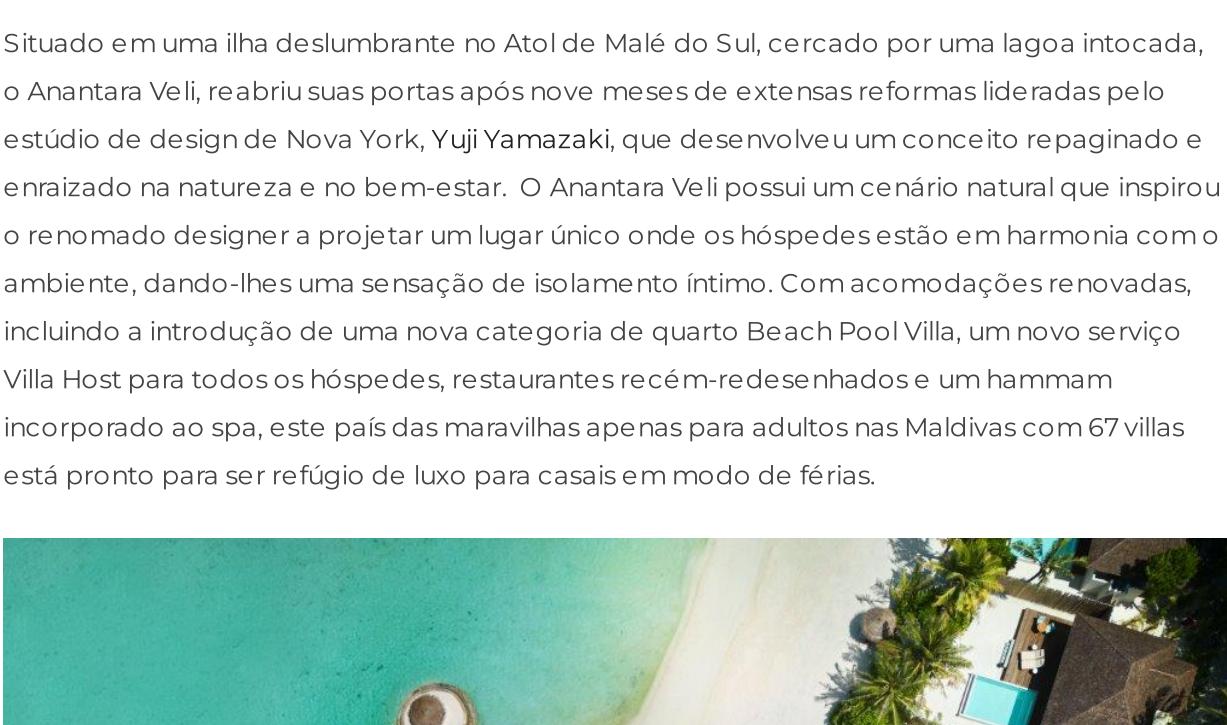 Situado em uma ilha deslumbrante no Atol de Malé do Sul, cercado por uma lagoa intocada,
o Anantara Veli, reabriu suas portas após nove meses de extensas reformas lideradas pelo
estúdio de design de Nova York, Yuji Yamazaki, que desenvolveu um conceito repaginado e
enraizado na natureza e no bem-estar.  O Anantara Veli possui um cenário natural que inspirou
o renomado designer a projetar um lugar único onde os hóspedes estão em harmonia com o
ambiente, dando-lhes uma sensação de isolamento íntimo. Com acomodações renovadas,
incluindo a introdução de uma nova categoria de quarto Beach Pool Villa, um novo serviço
Villa Host para todos os hóspedes, restaurantes recém-redesenhados e um hammam
incorporado ao spa, este país das maravilhas apenas para adultos nas Maldivas com 67 villas
está pronto para ser refúgio de luxo para casais em modo de férias.